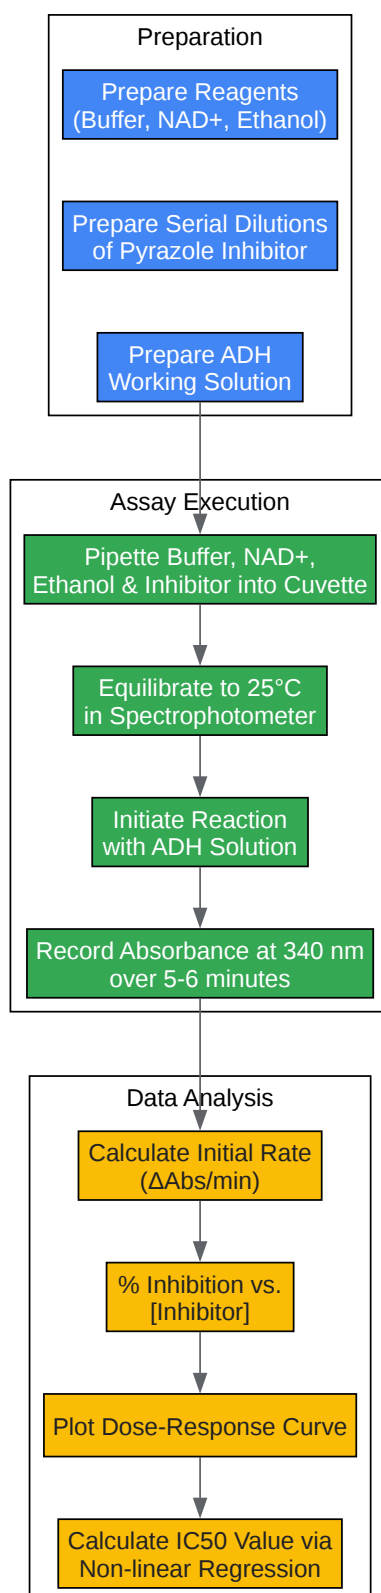 Preparation
Prepare Reagents
(Buffer, NAD+, Ethanol)
Prepare Serial Dilutions
of Pyrazole Inhibitor
Prepare ADH
Working Solution
Assay Execution
Pipette Buffer, NAD+,
Ethanol & Inhibitor into Cuvette
Equilibrate to 25°C
in Spectrophotometer
Initiate Reaction
with ADH Solution
Record Absorbance at 340 nm
over 5-6 minutes
Data Analysis
Calculate Initial Rate
(ΔAbs/min)
% Inhibition vs.
[Inhibitor]
Plot Dose-Response Curve
Calculate IC50 Value via
Non-linear Regression